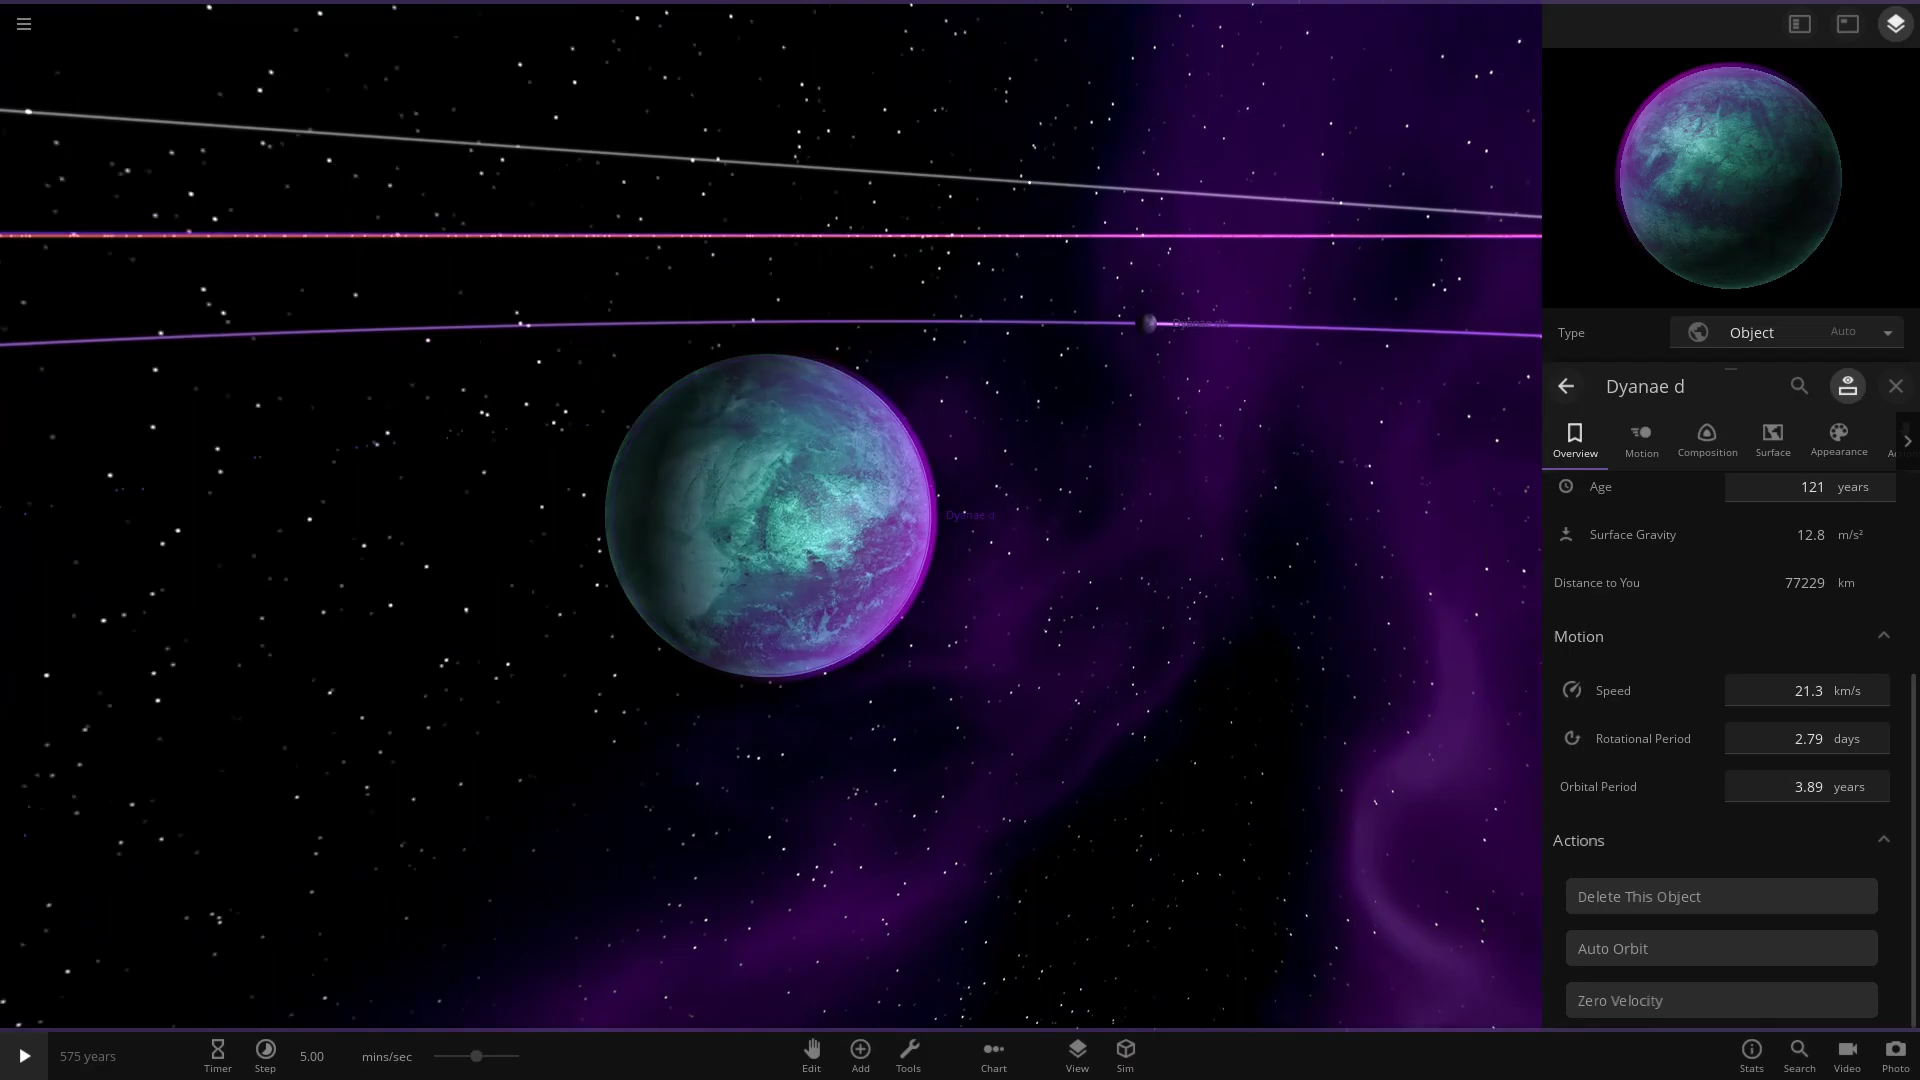 Type
Object
Auto
Dyanae d
Overview
Motion
Composition
Surface
Appearance
Age 121 years
Surface Gravity 12.8 m/s²
Distance to You 77229 km
Motion
Speed 21.3 km/s
Rotational Period 2.79 days
Orbital Period 3.89 years
Actions
Delete This Object
Auto Orbit
Zero Velocity
Dyanae d
575 years
Timer
Step
5.00 mins/sec
Edit
Add
Tools
Chart
View
Sim
Stats
Search
Video
Photo